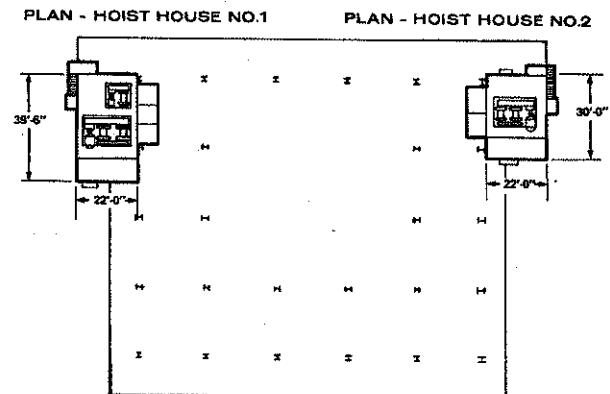 PLAN - HOIST HOUSE NO.1
PLAN - HOIST HOUSE NO.2
39'-6"
30'-0"
22'-0"
22'-0"